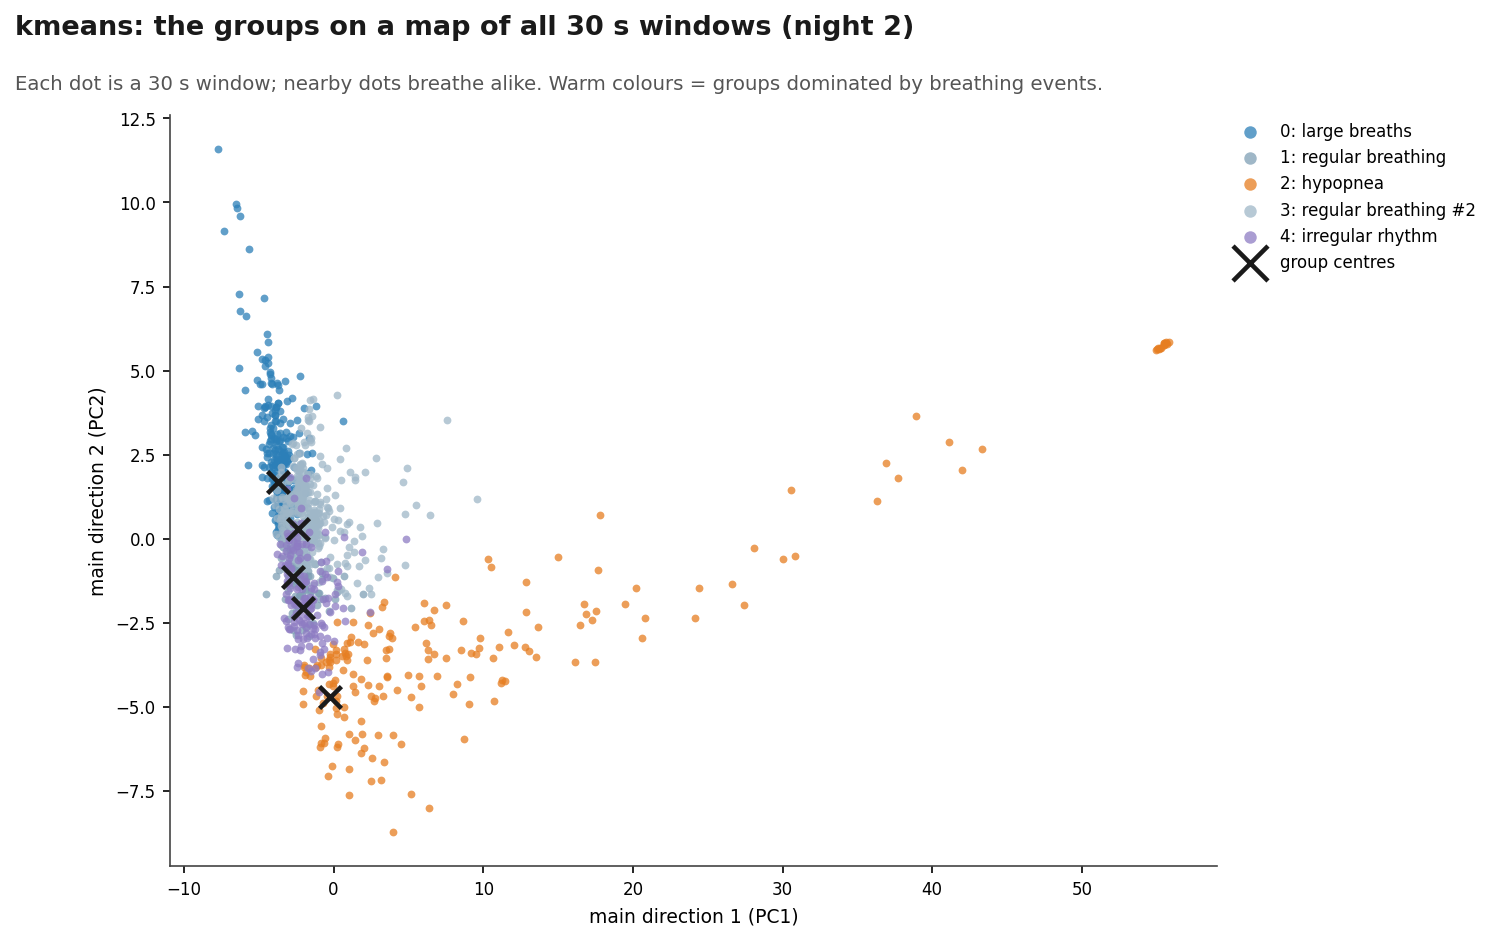 kmeans: the groups on a map of all 30 s windows (night 2)
Each dot is a 30 s window; nearby dots breathe alike. Warm colours = groups dominated by breathing events.
0: large breaths
1: regular breathing
2: hypopnea
3: regular breathing #2
4: irregular rhythm
group centres
main direction 2 (PC2)
12.5
10.0
7.5
5.0
2.5
0.0
−2.5
−5.0
−7.5
−10
0
10
20
30
40
50
main direction 1 (PC1)